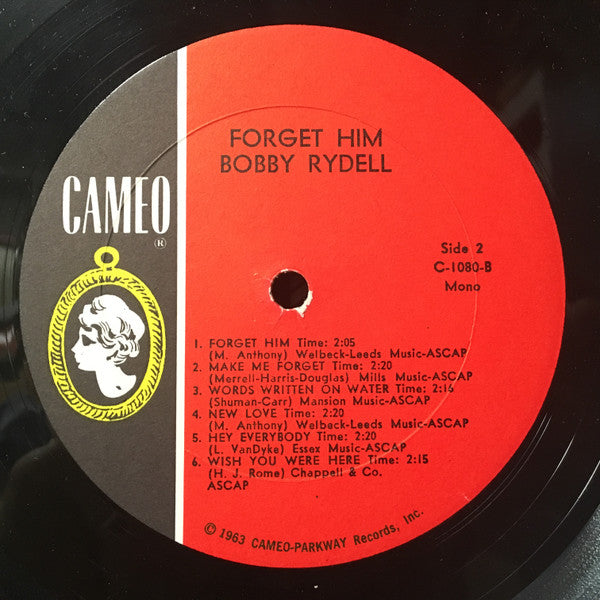 FORGET HIM
BOBBY RYDELL
CAMEO
®
Side 2
C-1080-B
Mono
1. FORGET HIM Time: 2:05
(M. Anthony) Welbeck-Leeds Music-ASCAP
2. MAKE ME FORGET Time: 2:20
(Merrell-Harris-Douglas) Mills Music-ASCAP
3. WORDS WRITTEN ON WATER Time: 2:16
(Shuman-Carr) Mansion Music-ASCAP
4. NEW LOVE Time: 2:20
(M. Anthony) Welback-Leeds Music-ASCAP
5. HEY EVERYBODY Time: 2:20
(L. VanDyke) Essex Music-ASCAP
6. WISH YOU WERE HERE Time: 2:15
(H. J. Rome) Chappell & Co.
ASCAP
© 1963 CAMEO-PARKWAY Records, Inc.